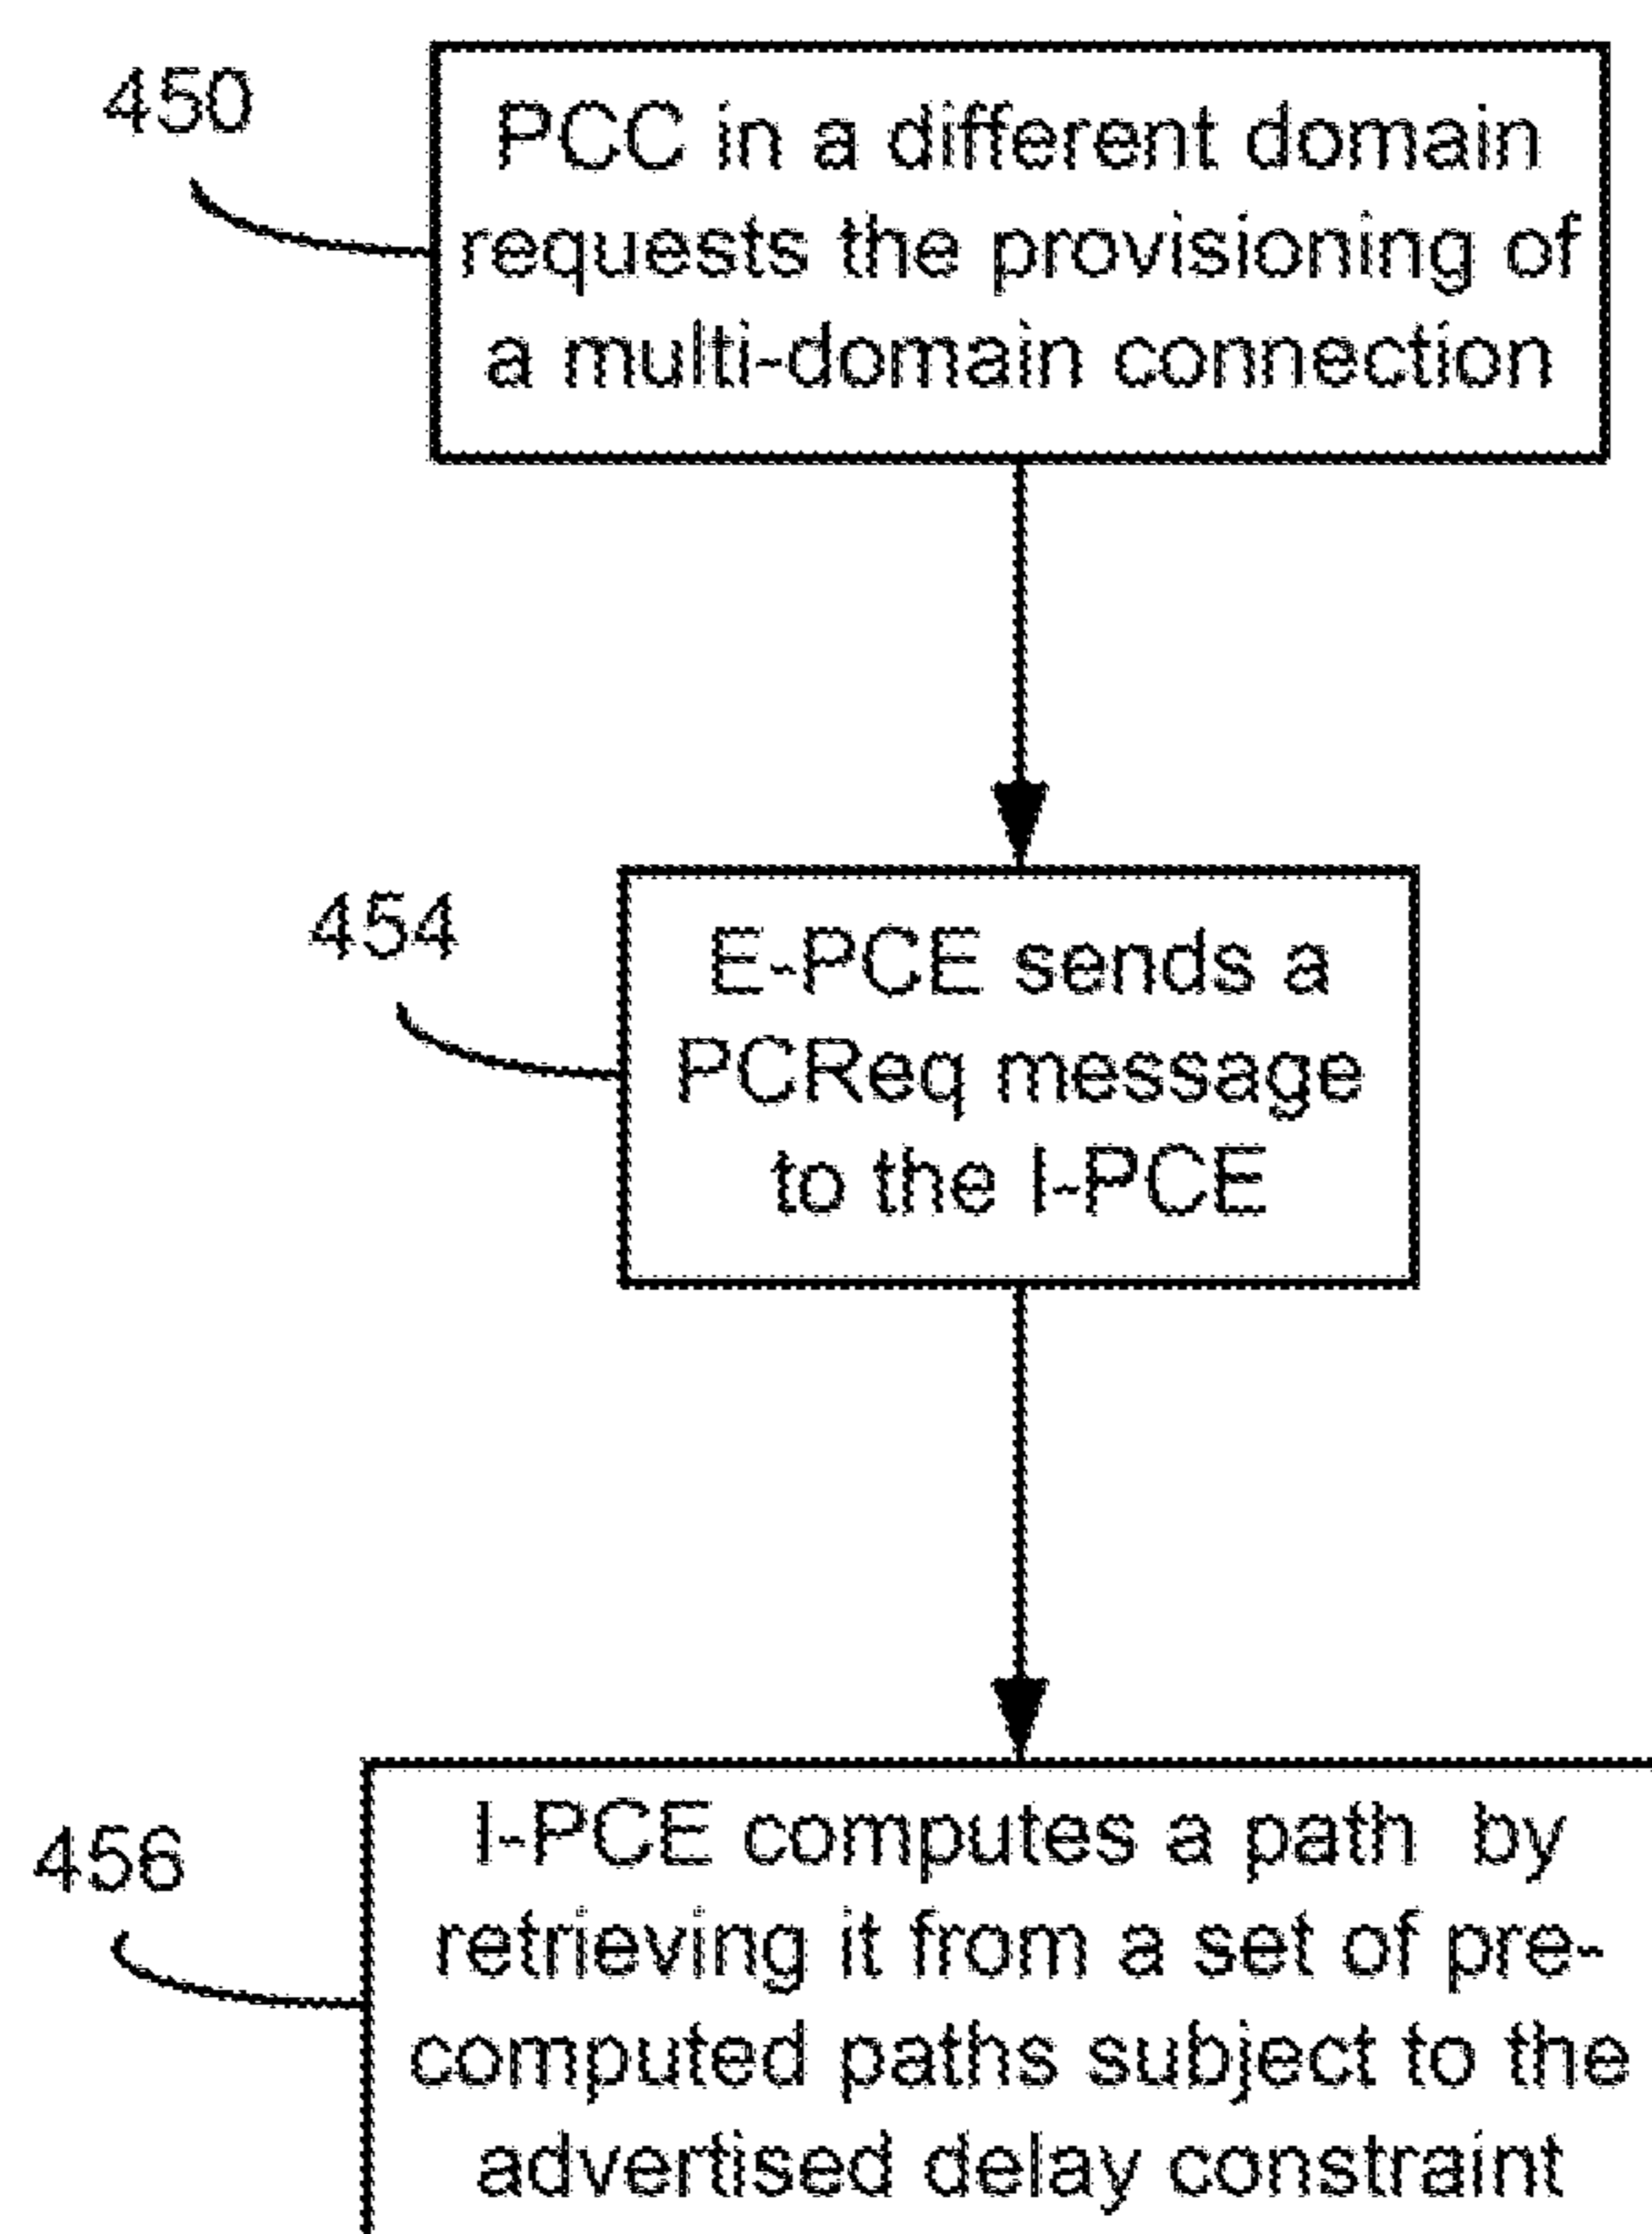 450
PCC in a different domain
requests the provisioning of
a multi-domain connection
454
E-PCE sends a
PCReq message
to the I-PCE
456
I-PCE computes a path by
retrieving it from a set of pre-
computed paths subject to the
advertised delay constraint